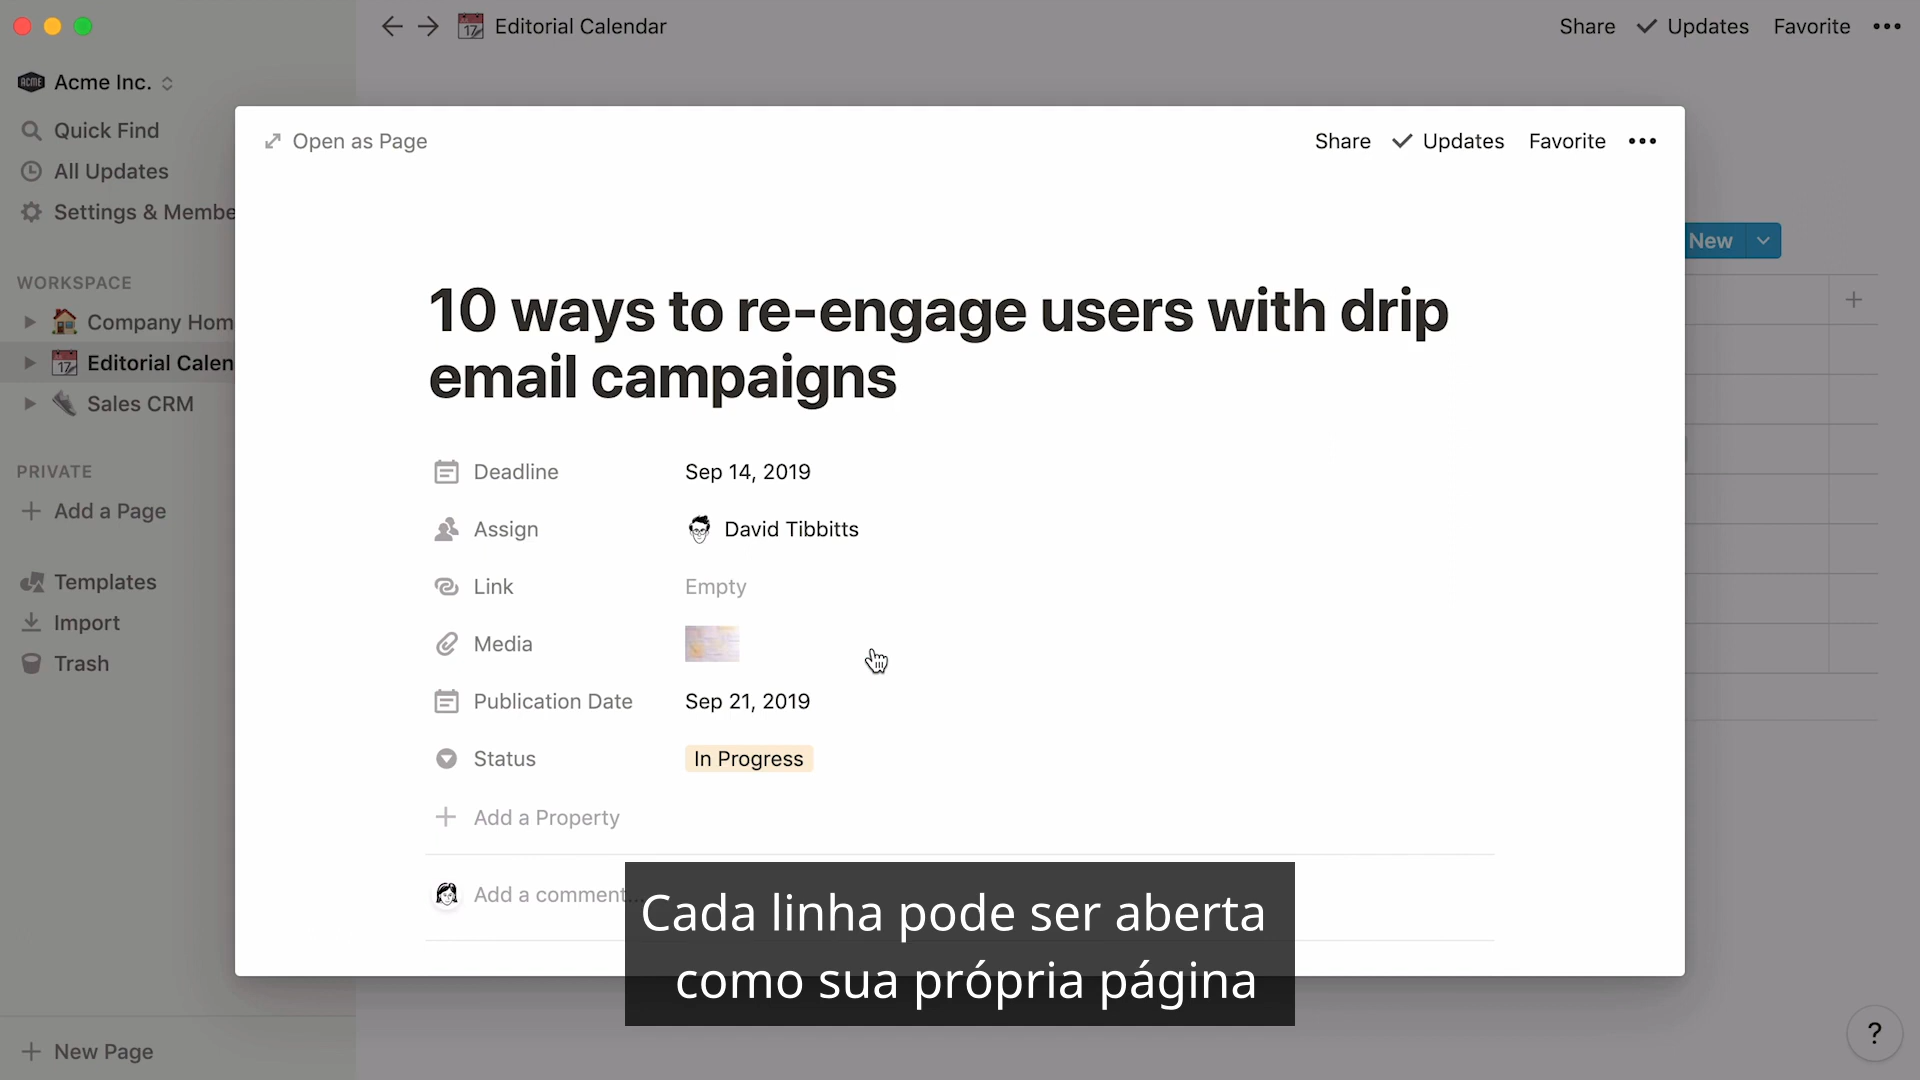 Editorial Calendar
Share
Updates
Favorite
ACME
Acme Inc.
Quick Find
All Updates
Settings & Membe
WORKSPACE
Company Hom
17
Editorial Calen
Sales CRM
PRIVATE
Add a Page
Templates
Import
Trash
New Page
Open as Page
Share
Updates
Favorite
New
10 ways to re-engage users with drip
email campaigns
Deadline Sep 14, 2019
Assign David Tibbitts
Link Empty
Media
Publication Date Sep 21, 2019
Status In Progress
Add a Property
Add a comment...
Cada linha pode ser aberta
como sua própria página
?